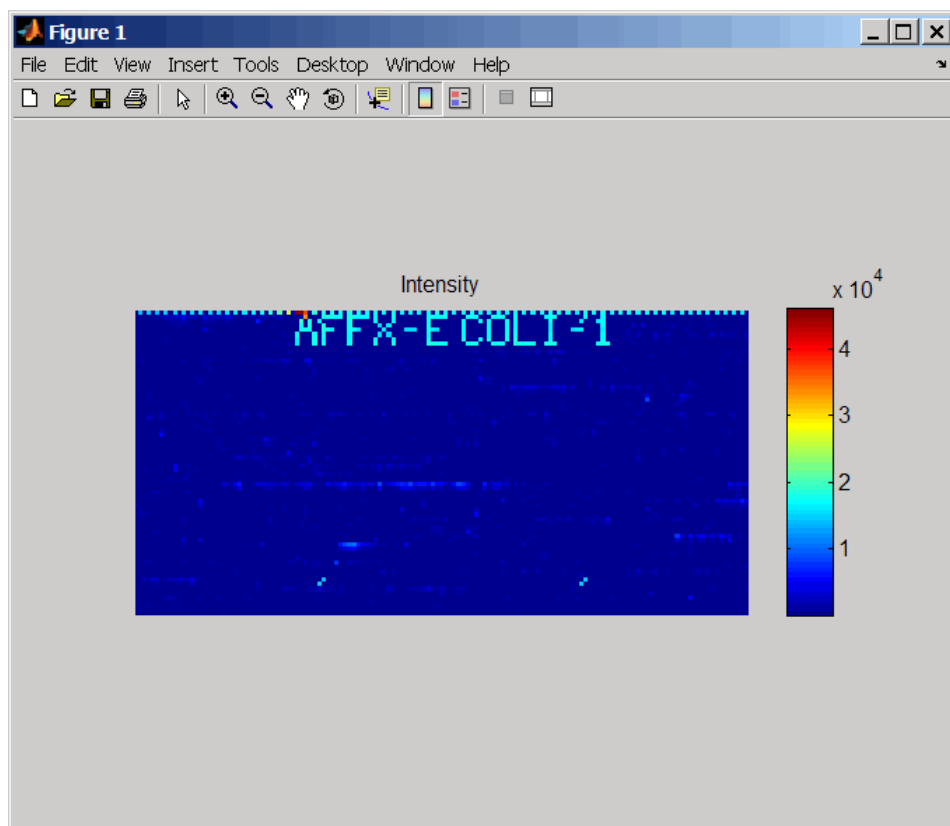 Figure 1
File Edit View Insert Tools Desktop Window Help
Intensity
x 10^4
AFFX-E COLI-1
4
3
2
1